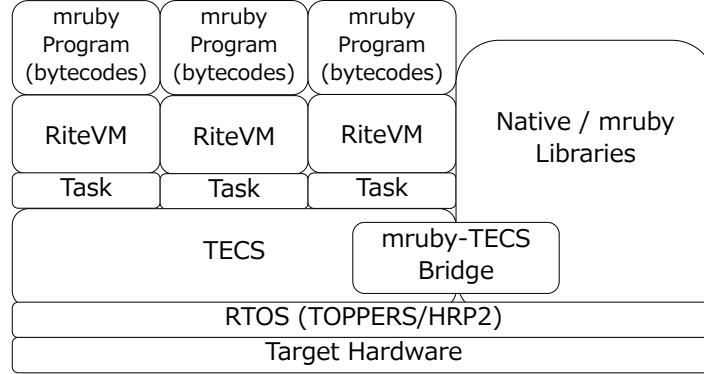 mruby
Program
(bytecodes)
mruby
Program
(bytecodes)
mruby
Program
(bytecodes)
RiteVM
RiteVM
RiteVM
Native / mruby
Libraries
Task
Task
Task
TECS
mruby-TECS
Bridge
RTOS (TOPPERS/HRP2)
Target Hardware